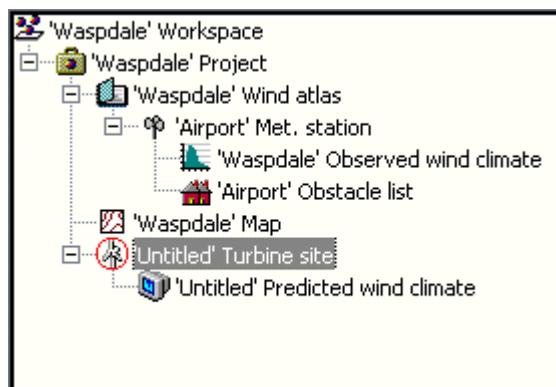 'Waspdale' Workspace
'Waspdale' Project
'Waspdale' Wind atlas
'Airport' Met. station
'Waspdale' Observed wind climate
'Airport' Obstacle list
'Waspdale' Map
Untitled' Turbine site
'Untitled' Predicted wind climate